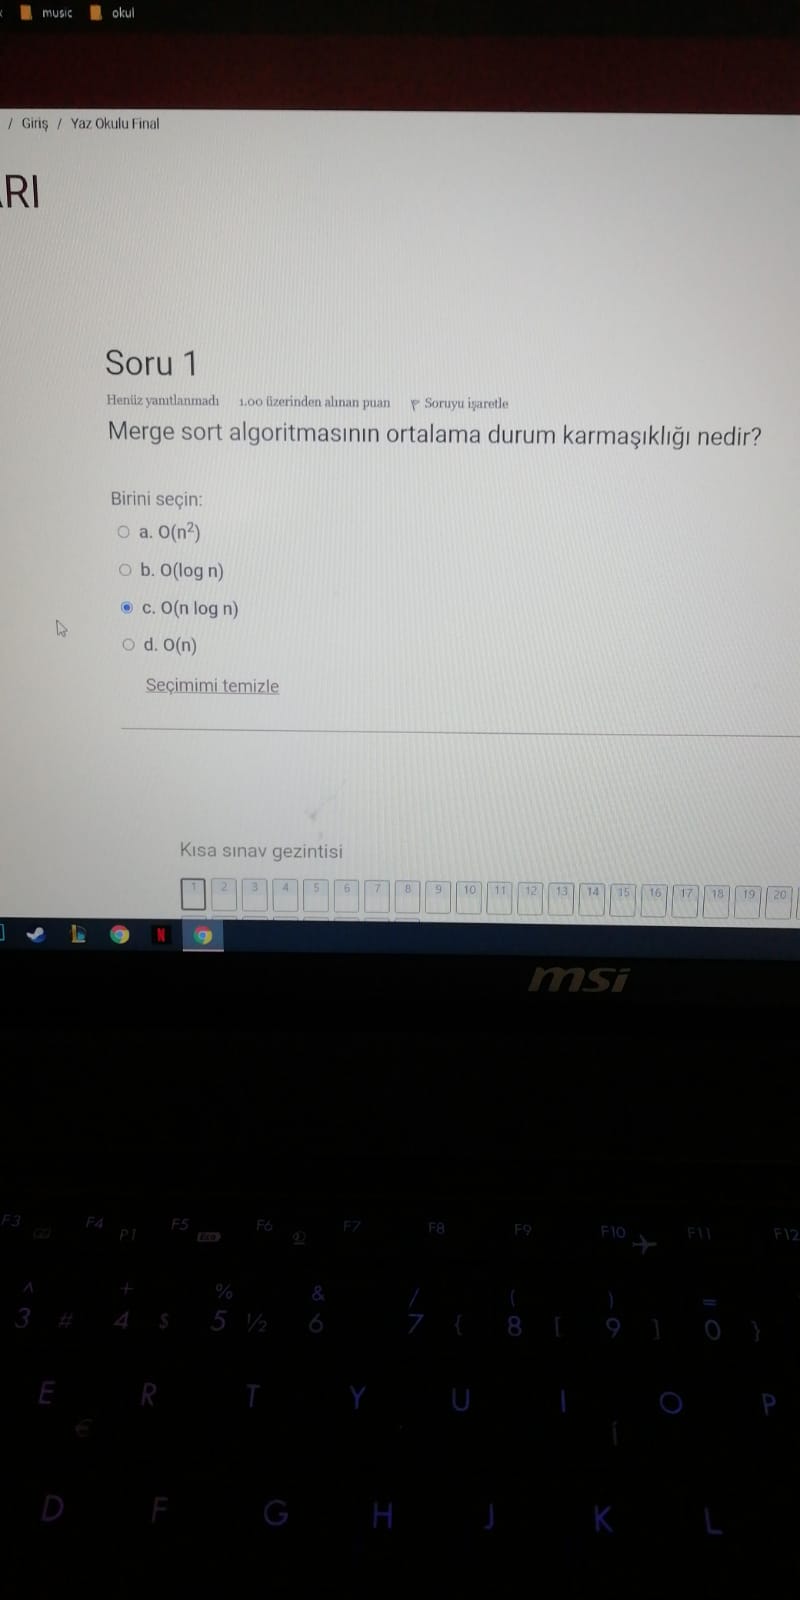 music okul
/ Giriş / Yaz Okulu Final
ARI
Soru 1
Henüz yanıtlanmadı 1.00 üzerinden alınan puan Soruyu işaretle
Merge sort algoritmasının ortalama durum karmaşıklığı nedir?
Birini seçin:
a. O(n²)
b. O(log n)
c. O(n log n)
d. O(n)
Seçimimi temizle
Kısa sınav gezintisi
1 2 3 4 5 6 7 8 9 10 11 12 13 14 15 16 17 18 19 20
N
msi
F3 F4 P1 F5 F6 F7 F8 F9 F10 F11 F12
^ + % & / ( ) =
3 # 4 $ 5 ½ 6 7 { 8 [ 9 ] 0 }
E R T Y U I O P
€
D F G H J K L